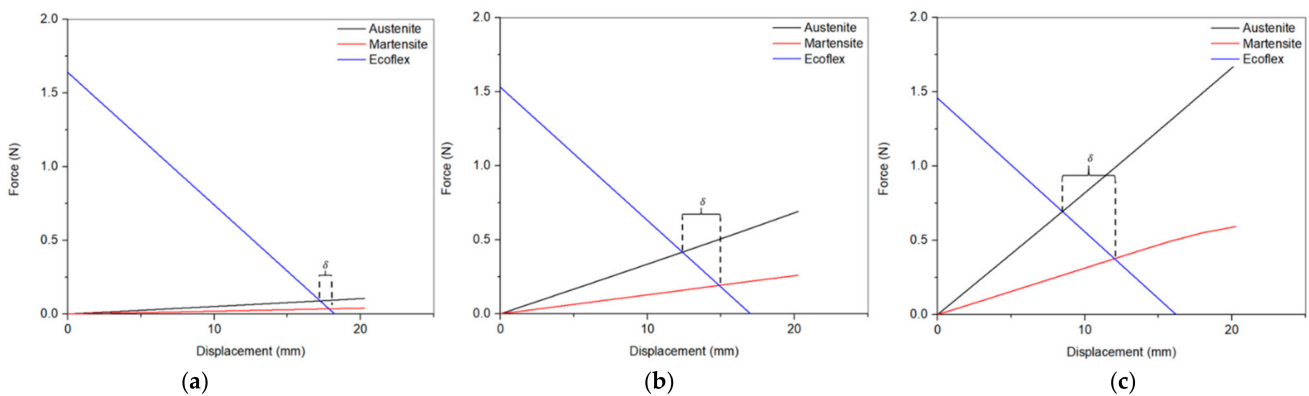 2.0
1.5
1.0
0.5
0.0
0
10
20
Force (N)
Displacement (mm)
Austenite
Martensite
Ecoflex
δ
(a)
2.0
1.5
1.0
0.5
0.0
0
10
20
Force (N)
Displacement (mm)
Austenite
Martensite
Ecoflex
δ
(b)
2.0
1.5
1.0
0.5
0.0
0
10
20
Force (N)
Displacement (mm)
Austenite
Martensite
Ecoflex
δ
(c)